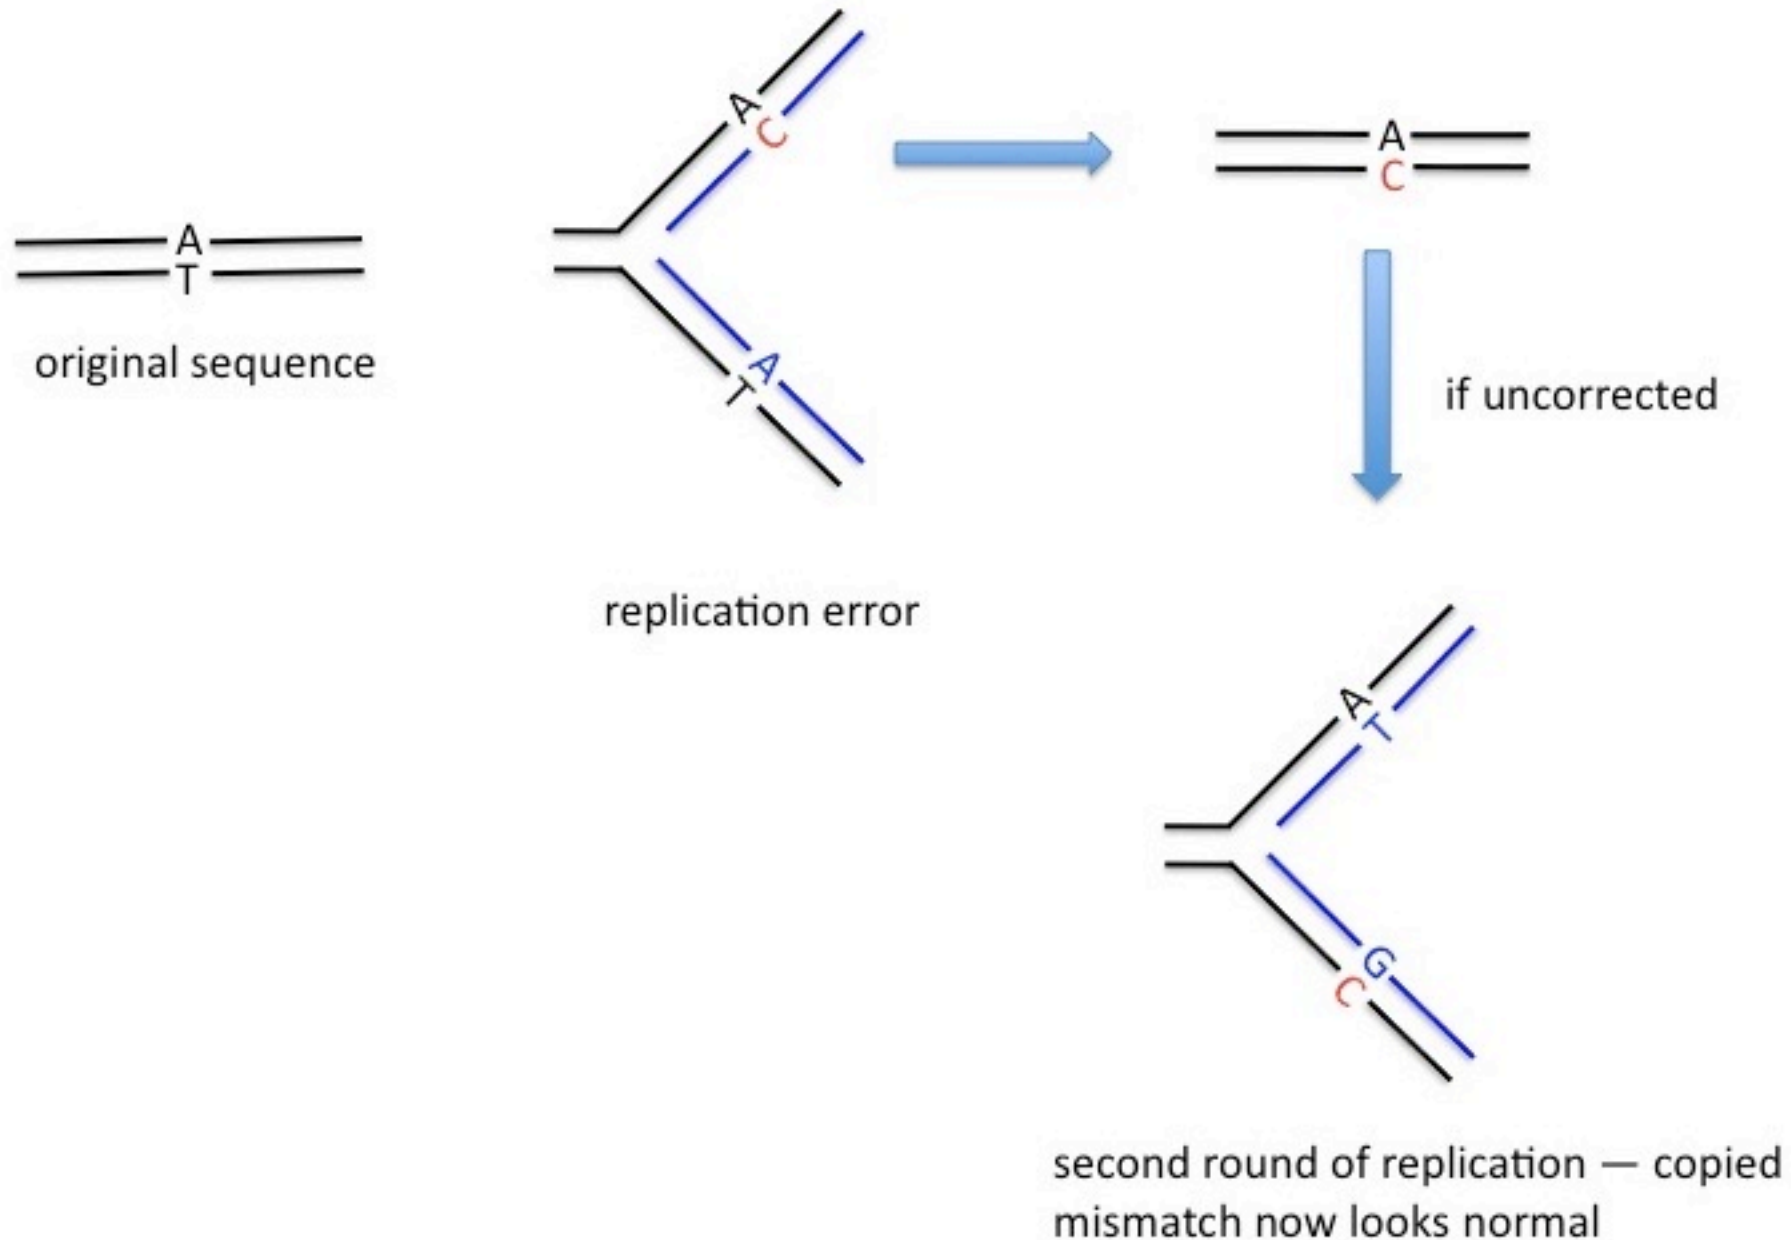 A
T
original sequence
A
C
A
T
replication error
A
C
if uncorrected
A
T
G
C
second round of replication — copied
mismatch now looks normal